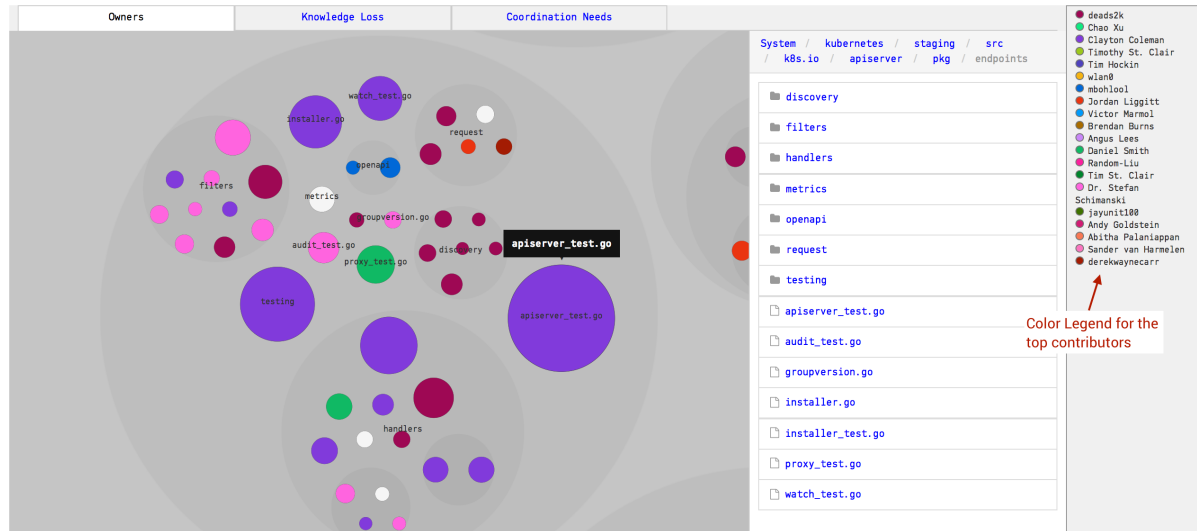 Owners
Knowledge Loss
Coordination Needs
watch_test.go
installer.go
request
openapi
filters
metrics
groupversion.go
audit_test.go
discovery
proxy_test.go
apiserver_test.go
testing
apiserver_test.go
handlers
System / kubernetes / staging / src
/ k8s.io / apiserver / pkg / endpoints
discovery
filters
handlers
metrics
openapi
request
testing
apiserver_test.go
audit_test.go
groupversion.go
installer.go
installer_test.go
proxy_test.go
watch_test.go
deads2k
Chao Xu
Clayton Coleman
Timothy St. Clair
Tim Hockin
wlan0
mbohlool
Jordan Liggitt
Victor Marmol
Brendan Burns
Angus Lees
Daniel Smith
Random-Liu
Tim St. Clair
Dr. Stefan
Schimanski
jayunit100
Andy Goldstein
Abitha Palaniappan
Sander van Harmelen
derekwaynecarr
Color Legend for the
top contributors